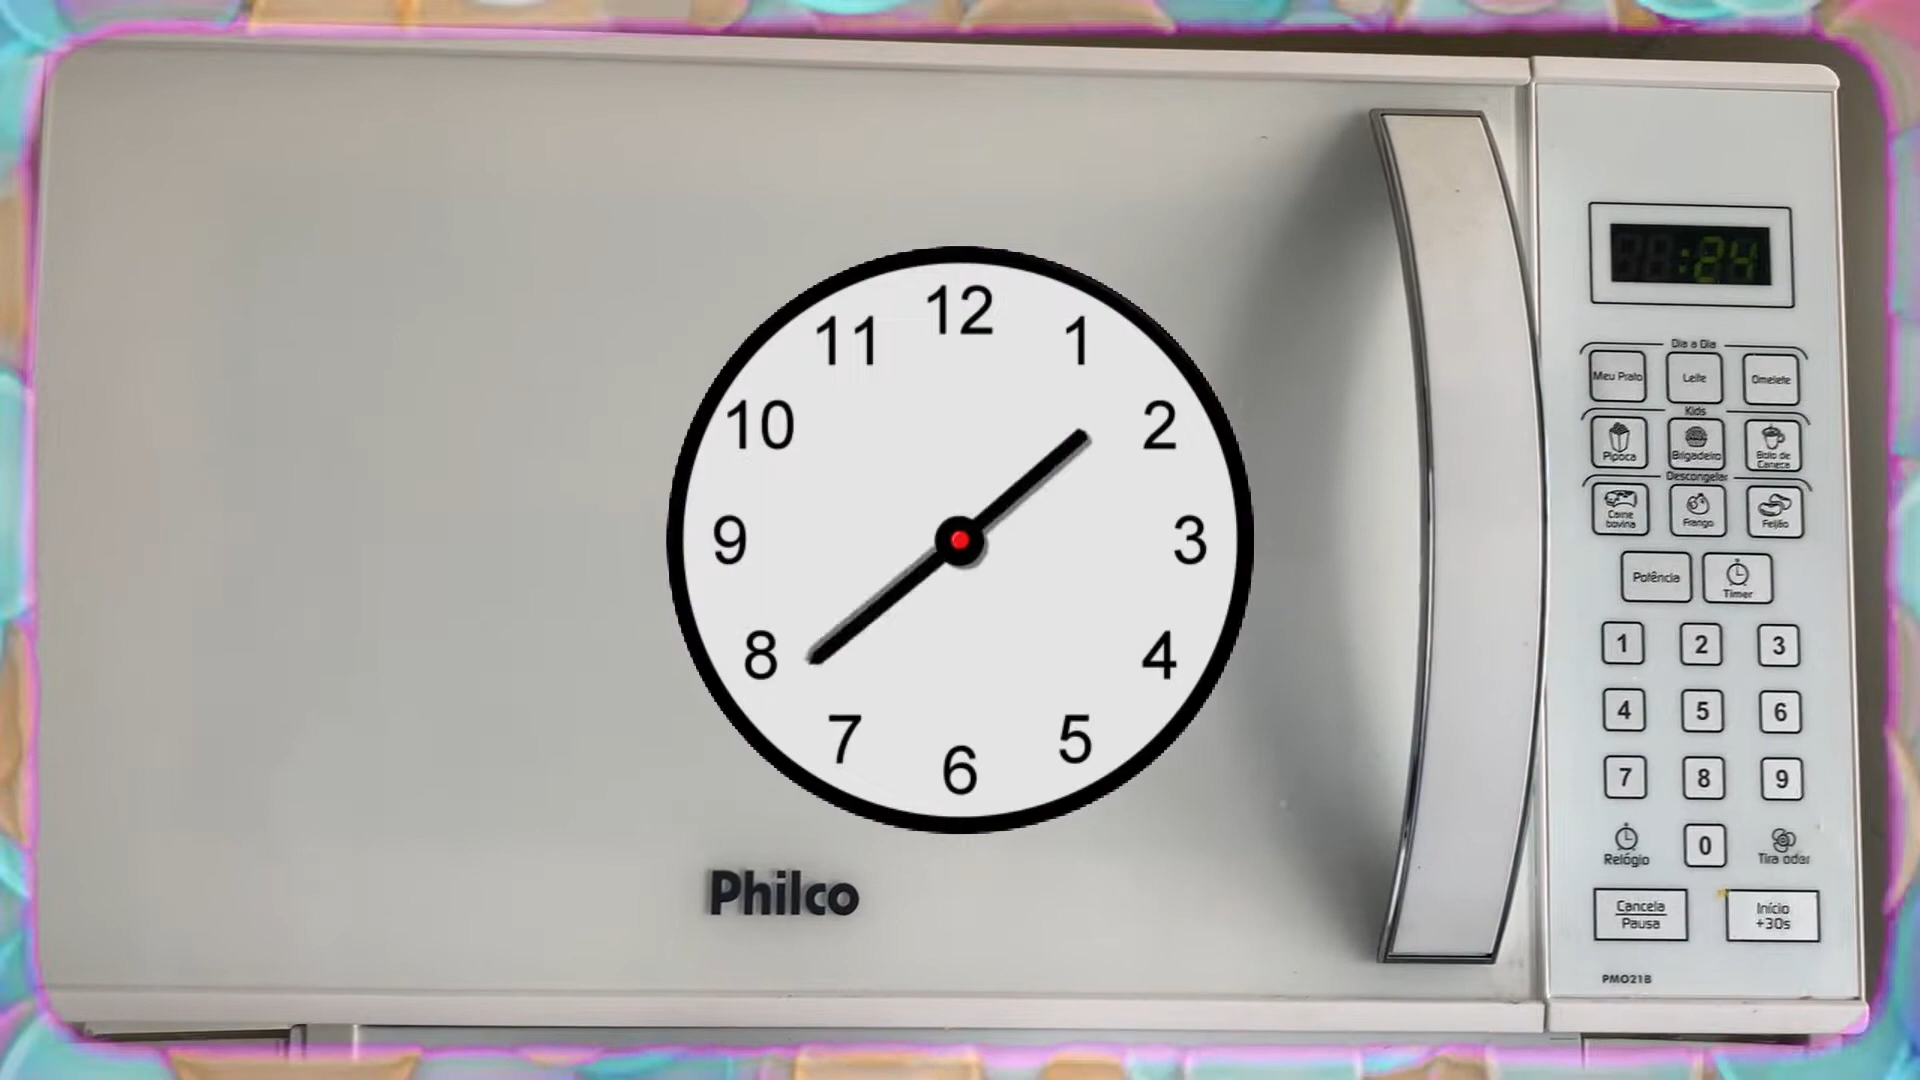 12
11 1
10 2
9 3
8 4
7 5
6
Philco
:24
Dia a Dia
Meu Prato Leite Omelete
Kids
Pipoca Brigadeiro Bolo de Caneca
Descongelar
Carne bovina Frango Feijão
Potência Timer
1 2 3
4 5 6
7 8 9
Relógio 0 Tira odor
Cancela Início
Pausa +30s
PMO21B